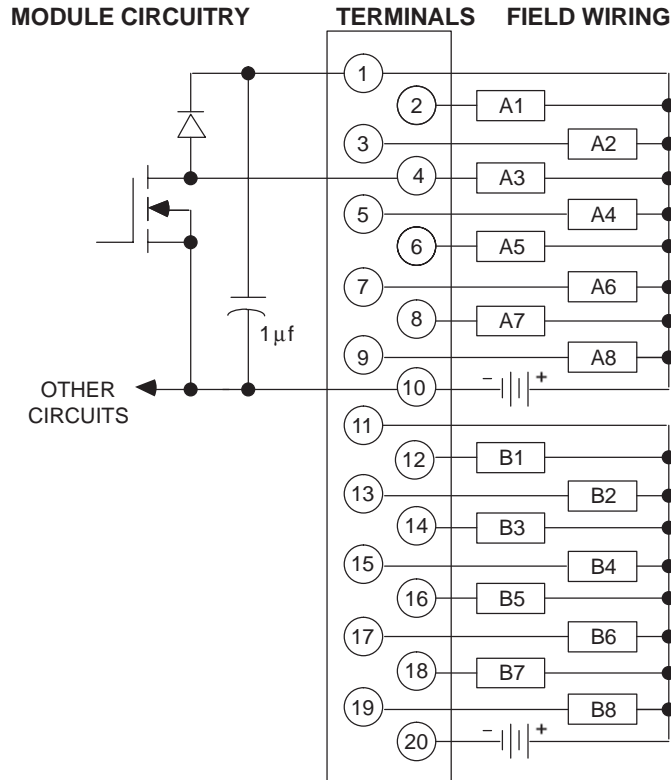 MODULE CIRCUITRY TERMINALS FIELD WIRING
1
2 A1
3 A2
4 A3
5 A4
6 A5
7 A6
8 A7
1μf
9 A8
OTHER
CIRCUITS
10 - +
11
12 B1
13 B2
14 B3
15 B4
16 B5
17 B6
18 B7
19 B8
20 - +